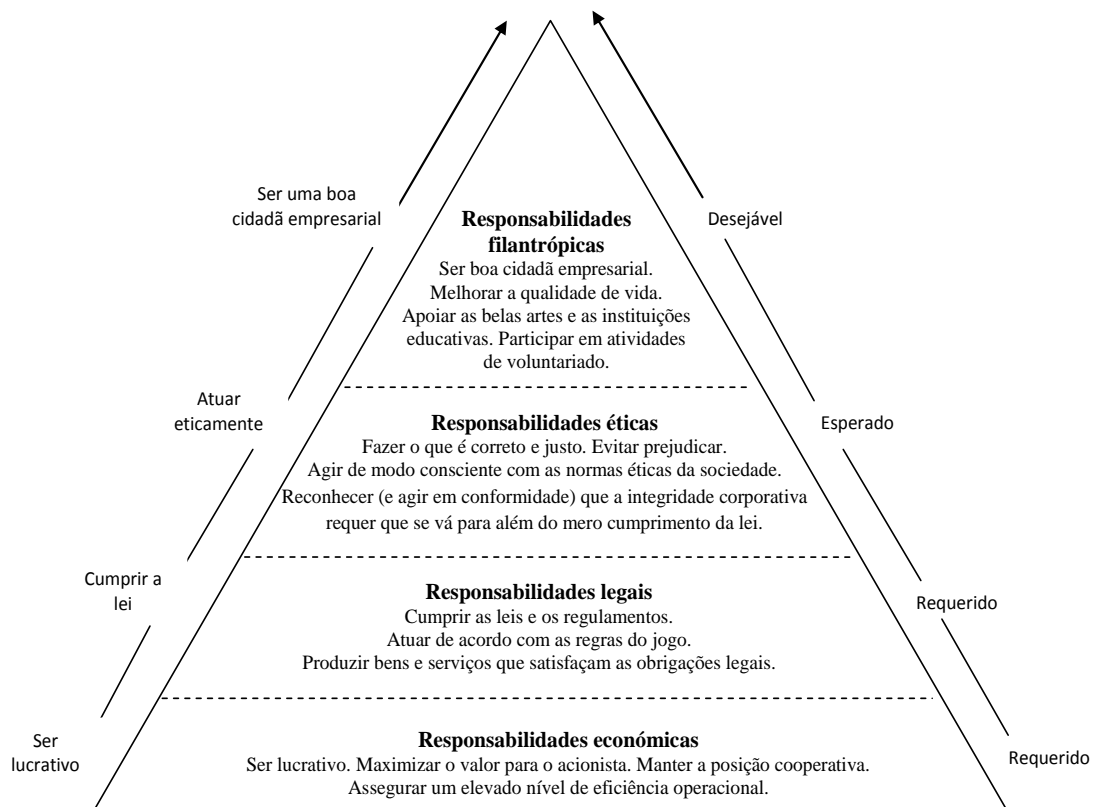 Ser uma boa
cidadã empresarial
Responsabilidades
filantrópicas
Ser boa cidadã empresarial.
Melhorar a qualidade de vida.
Apoiar as belas artes e as instituições
educativas. Participar em atividades
de voluntariado.
Desejável
Atuar
eticamente
Responsabilidades éticas
Fazer o que é correto e justo. Evitar prejudicar.
Agir de modo consciente com as normas éticas da sociedade.
Reconhecer (e agir em conformidade) que a integridade corporativa
requer que se vá para além do mero cumprimento da lei.
Esperado
Cumprir a
lei
Responsabilidades legais
Cumprir as leis e os regulamentos.
Atuar de acordo com as regras do jogo.
Produzir bens e serviços que satisfaçam as obrigações legais.
Requerido
Ser
lucrativo
Responsabilidades económicas
Ser lucrativo. Maximizar o valor para o acionista. Manter a posição cooperativa.
Assegurar um elevado nível de eficiência operacional.
Requerido